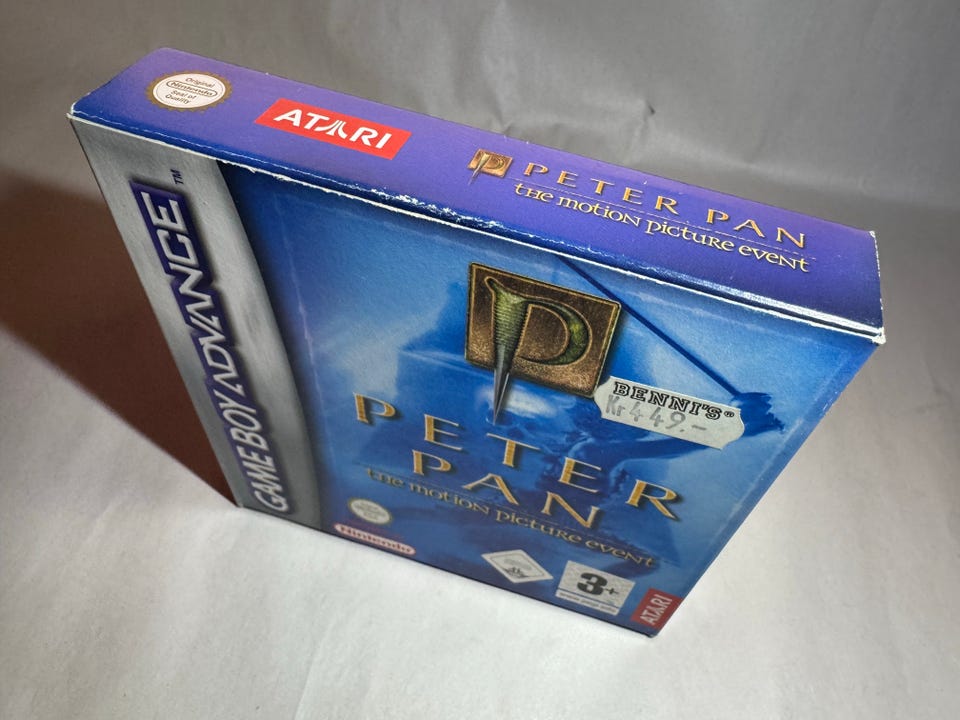 Original
Nintendo
Seal of
Quality
ATARI
P PETER PAN
the motion picture event
GAME BOY ADVANCE™
P
BENNI'S®
Kr 449.-
PETER
PAN
the motion picture event
Nintendo
3+
ATARI